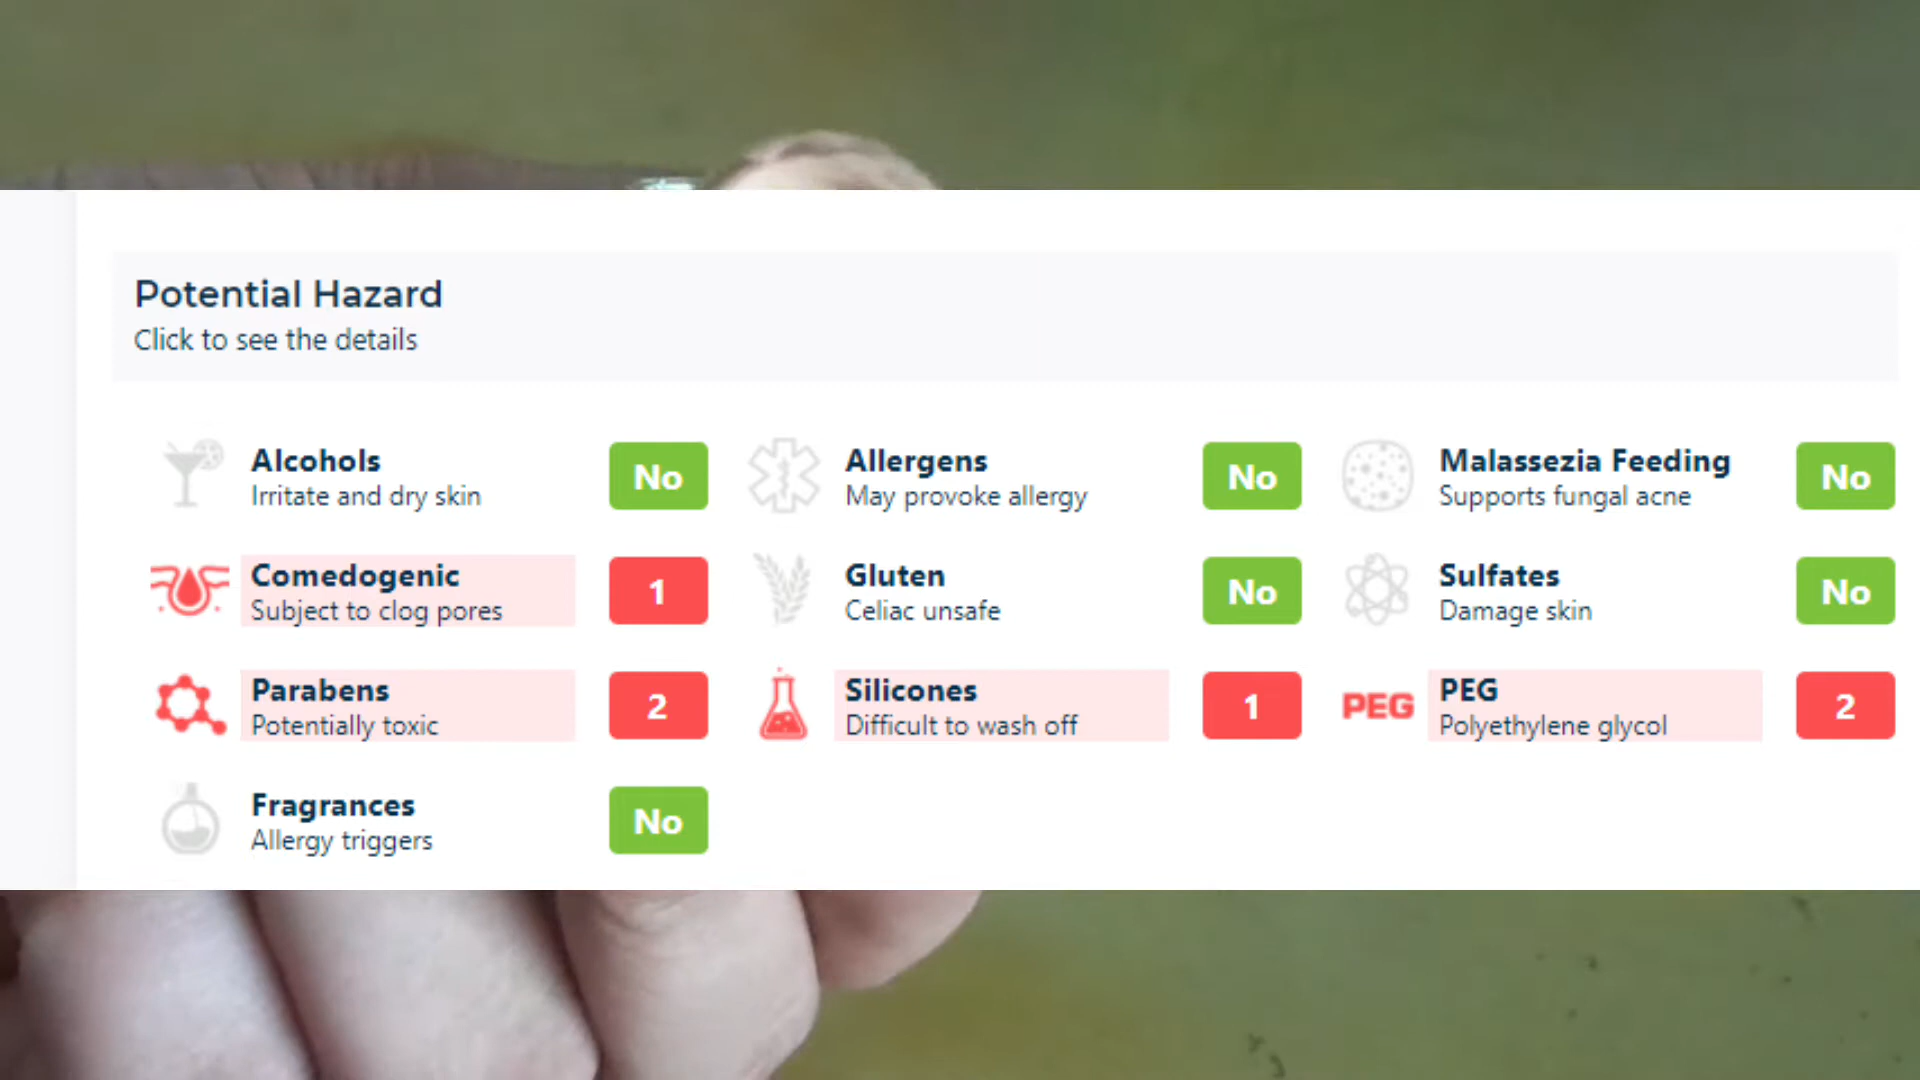 Potential Hazard
Click to see the details
Alcohols
Irritate and dry skin
No
Allergens
May provoke allergy
No
Malassezia Feeding
Supports fungal acne
No
Comedogenic
Subject to clog pores
1
Gluten
Celiac unsafe
No
Sulfates
Damage skin
No
Parabens
Potentially toxic
2
Silicones
Difficult to wash off
1
PEG
PEG
Polyethylene glycol
2
Fragrances
Allergy triggers
No